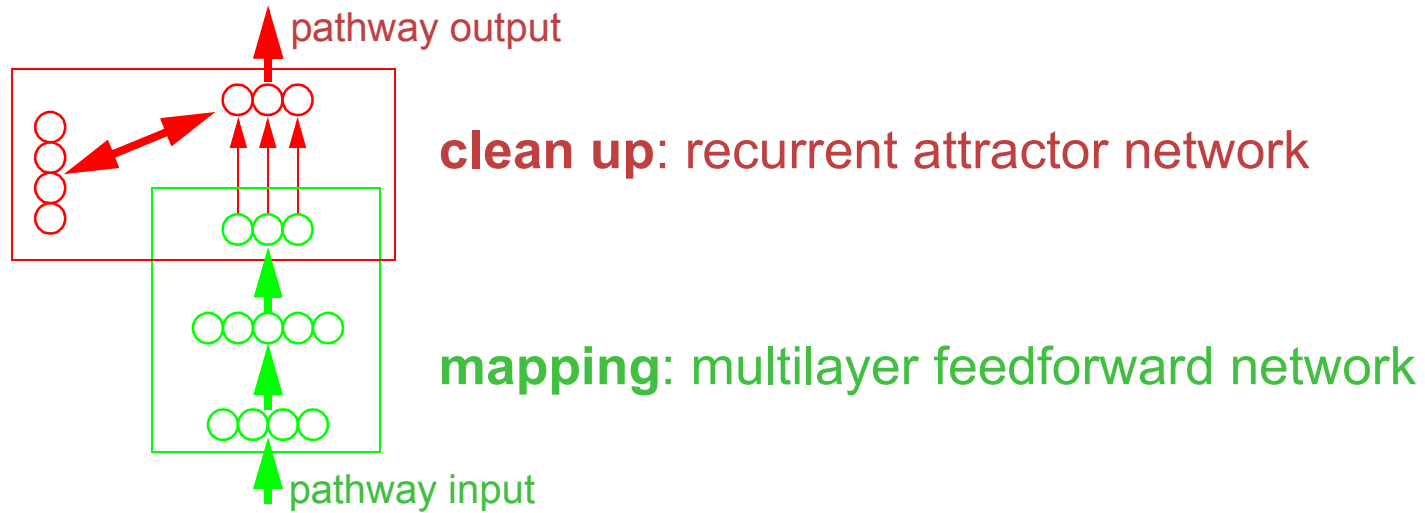 pathway output
clean up: recurrent attractor network
mapping: multilayer feedforward network
pathway input